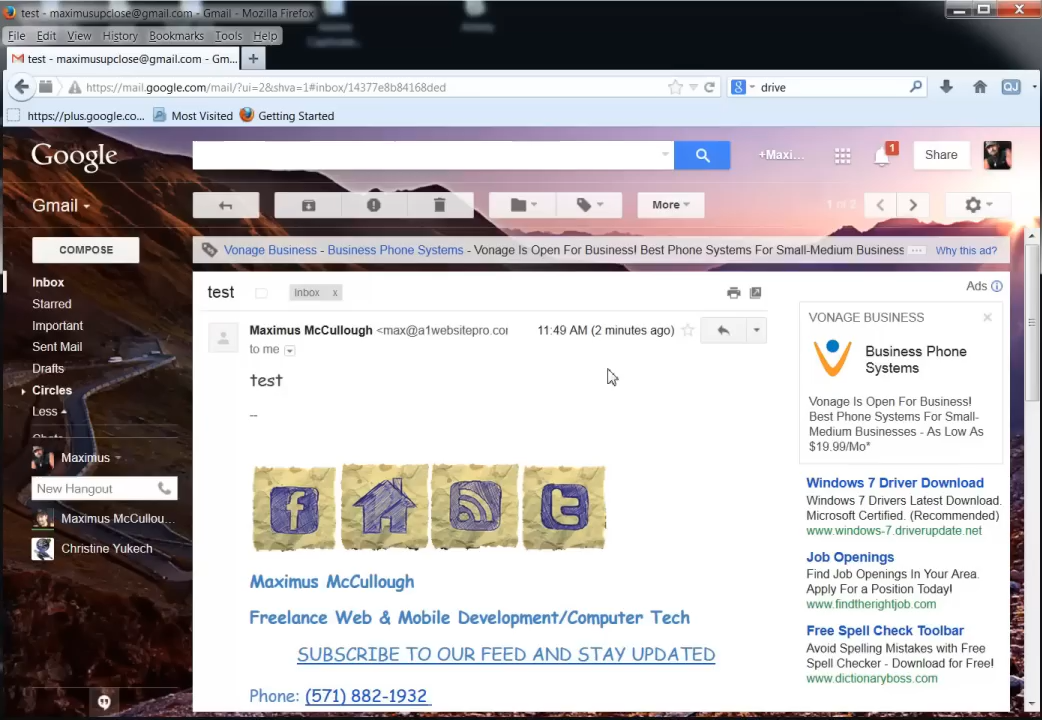 test - maximusupclose@gmail.com - Gmail - Mozilla Firefox
File Edit View History Bookmarks Tools Help
test - maximusupclose@gmail.com - Gm... +
https://mail.google.com/mail/?ui=2&shva=1#inbox/14377e8b84168ded
drive
QJ
https://plus.google.co... Most Visited Getting Started
Google
+Maxi...
1
Share
Gmail
More
1 of 2
COMPOSE
Vonage Business - Business Phone Systems - Vonage Is Open For Business! Best Phone Systems For Small-Medium Business ... Why this ad?
Inbox
Starred
Important
Sent Mail
Drafts
Circles
Less
Chats
Maximus
New Hangout
Maximus McCullou...
Christine Yukech
test
Inbox x
Maximus McCullough <max@a1websitepro.cor
11:49 AM (2 minutes ago)
to me
test
--
Maximus McCullough
Freelance Web & Mobile Development/Computer Tech
SUBSCRIBE TO OUR FEED AND STAY UPDATED
Phone: (571) 882-1932
Ads
VONAGE BUSINESS
Business Phone
Systems
Vonage Is Open For Business!
Best Phone Systems For Small-
Medium Businesses - As Low As
$19.99/Mo*
Windows 7 Driver Download
Windows 7 Drivers Latest Download.
Microsoft Certified. (Recommended)
www.windows-7.driverupdate.net
Job Openings
Find Job Openings In Your Area.
Apply For a Position Today!
www.findtherightjob.com
Free Spell Check Toolbar
Avoid Spelling Mistakes with Free
Spell Checker - Download for Free!
www.dictionaryboss.com